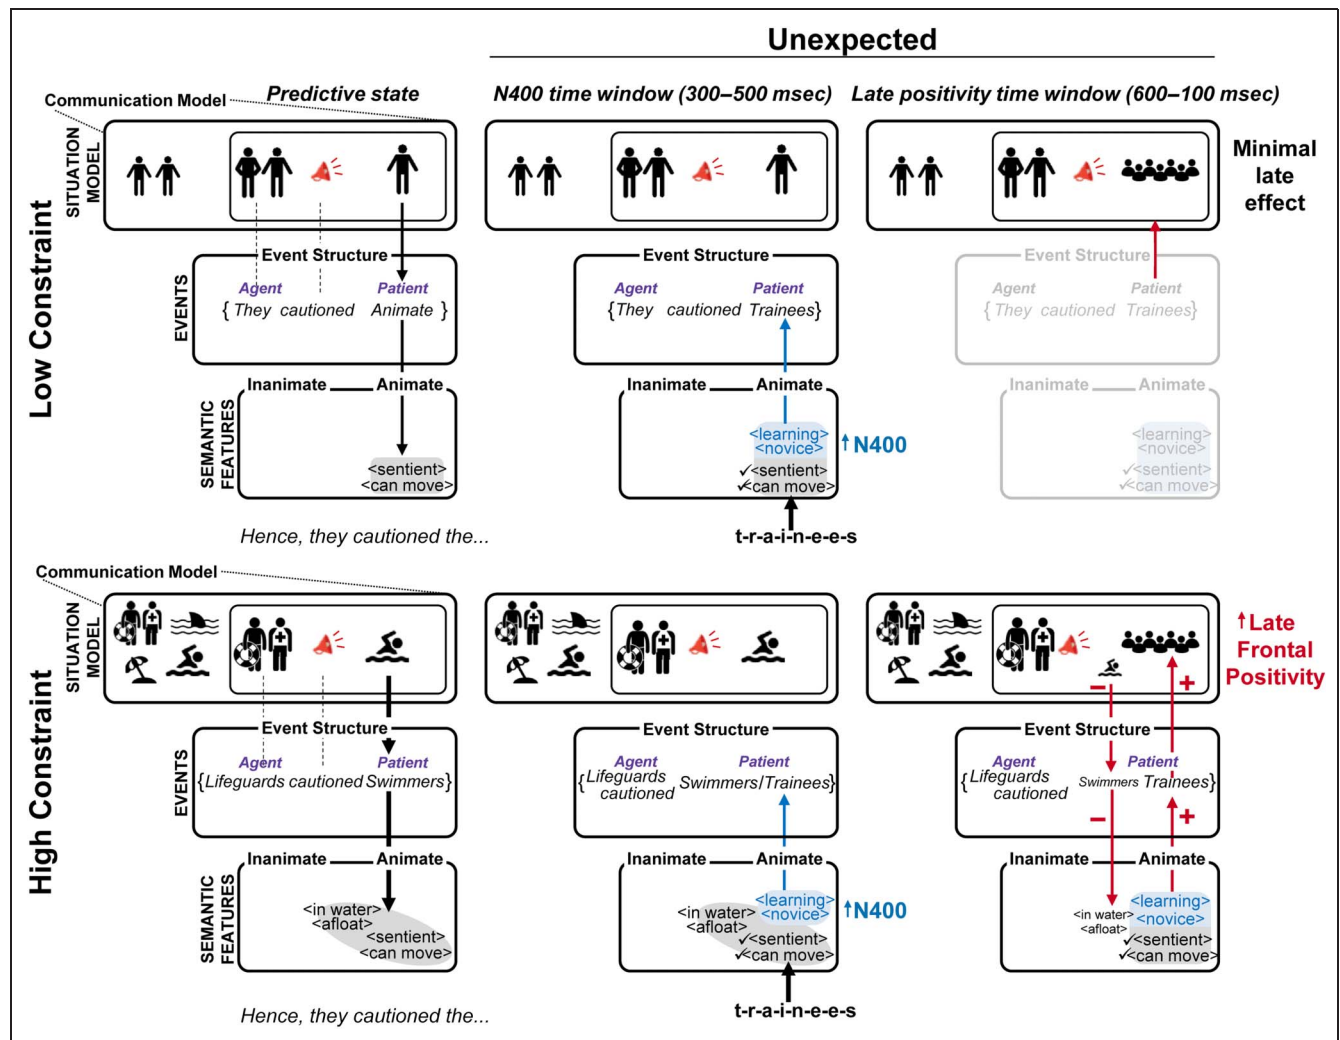 Unexpected
Communication Model
Predictive state
N400 time window (300–500 msec)
Late positivity time window (600–100 msec)
Low Constraint
SITUATION
MODEL
Minimal
late
effect
EVENTS
Event Structure
Agent Patient
{ They cautioned Animate }
Event Structure
Agent Patient
{They cautioned Trainees}
Event Structure
Agent Patient
{ They cautioned Trainees}
SEMANTIC
FEATURES
Inanimate Animate
<sentient>
<can move>
Inanimate Animate
<learning>
<novice>
↑N400
✓<sentient>
✓<can move>
Inanimate Animate
<learning>
<novice>
✓<sentient>
✓<can move>
Hence, they cautioned the...
t-r-a-i-n-e-e-s
Communication Model
High Constraint
SITUATION
MODEL
↑Late
Frontal
Positivity
– +
EVENTS
Event Structure
Agent Patient
{Lifeguards cautioned Swimmers}
Event Structure
Agent Patient
{Lifeguards
cautioned Swimmers/Trainees}
Event Structure
Agent Patient
{Lifeguards
cautioned Swimmers Trainees}
– +
SEMANTIC
FEATURES
Inanimate Animate
<in water>
<afloat>
<sentient>
<can move>
Inanimate Animate
<learning>
<in water> <novice>
↑N400
<afloat>
✓<sentient>
✓<can move>
Inanimate Animate
<learning>
<in water> <novice>
<afloat>
✓<sentient>
✓<can move>
Hence, they cautioned the...
t-r-a-i-n-e-e-s